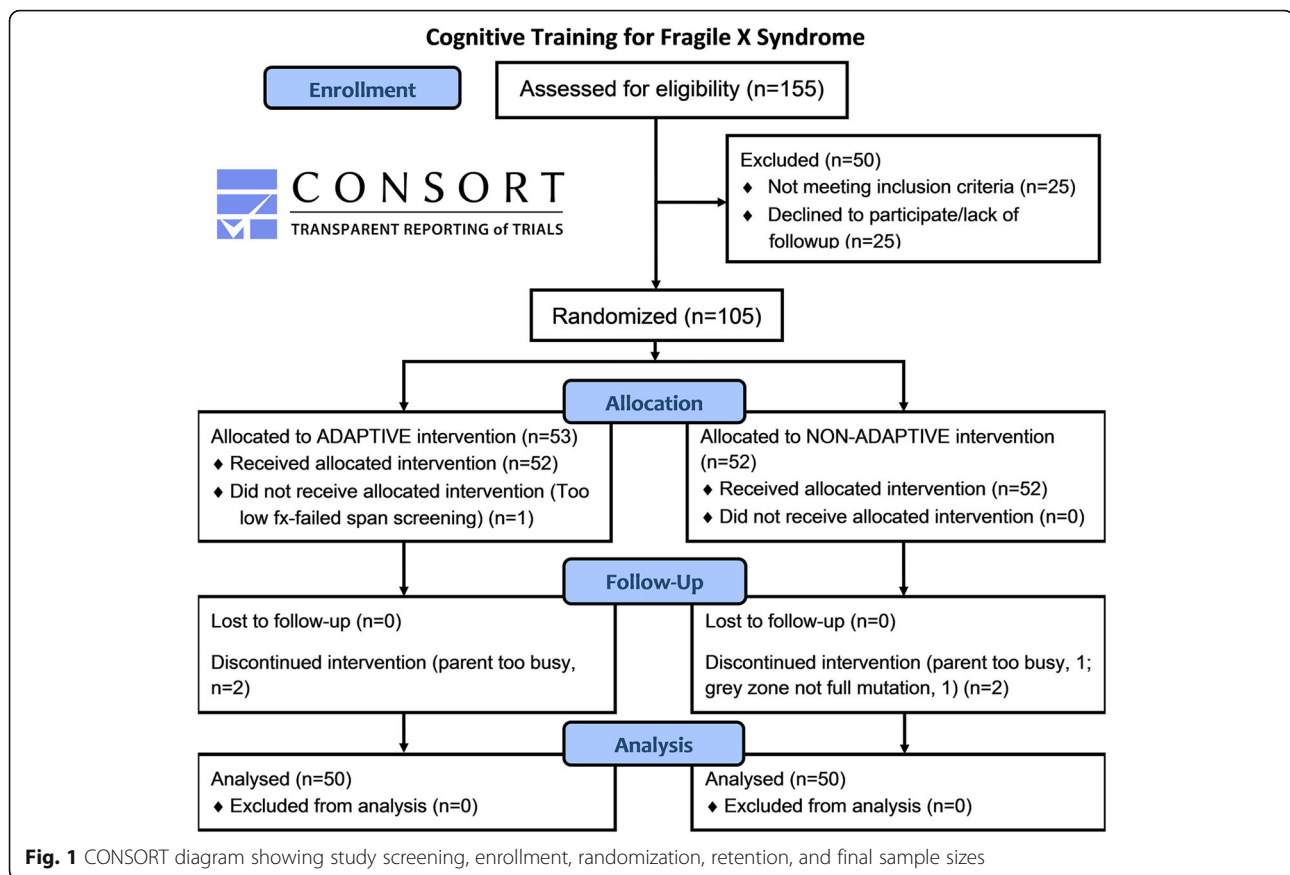 Cognitive Training for Fragile X Syndrome
Enrollment
Assessed for eligibility (n=155)
CONSORT
TRANSPARENT REPORTING of TRIALS
Excluded (n=50)
♦ Not meeting inclusion criteria (n=25)
♦ Declined to participate/lack of
followup (n=25)
Randomized (n=105)
Allocation
Allocated to ADAPTIVE intervention (n=53)
♦ Received allocated intervention (n=52)
♦ Did not receive allocated intervention (Too
low fx-failed span screening) (n=1)
Allocated to NON-ADAPTIVE intervention
(n=52)
♦ Received allocated intervention (n=52)
♦ Did not receive allocated intervention (n=0)
Follow-Up
Lost to follow-up (n=0)
Discontinued intervention (parent too busy,
n=2)
Lost to follow-up (n=0)
Discontinued intervention (parent too busy, 1;
grey zone not full mutation, 1) (n=2)
Analysis
Analysed (n=50)
♦ Excluded from analysis (n=0)
Analysed (n=50)
♦ Excluded from analysis (n=0)
Fig. 1 CONSORT diagram showing study screening, enrollment, randomization, retention, and final sample sizes